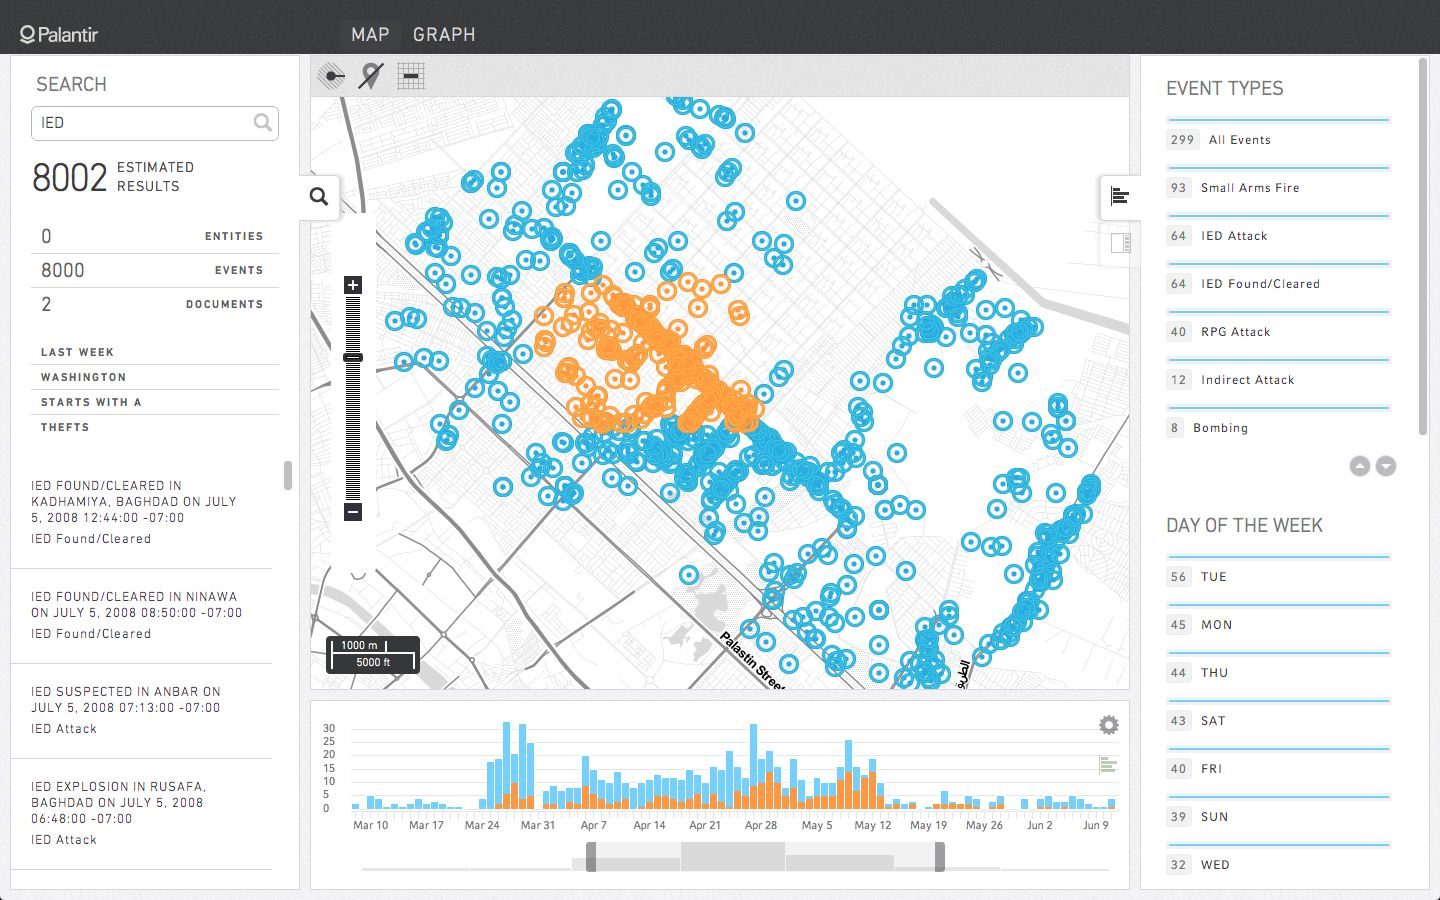 Palantir
MAP
GRAPH
SEARCH
IED
8002 ESTIMATED
RESULTS
0 ENTITIES
8000 EVENTS
2 DOCUMENTS
LAST WEEK
WASHINGTON
STARTS WITH A
THEFTS
IED FOUND/CLEARED IN
KADHAMIYA, BAGHDAD ON JULY
5, 2008 12:44:00 -07:00
IED Found/Cleared
IED FOUND/CLEARED IN NINAWA
ON JULY 5, 2008 08:50:00 -07:00
IED Found/Cleared
IED SUSPECTED IN ANBAR ON
JULY 5, 2008 07:13:00 -07:00
IED Attack
IED EXPLOSION IN RUSAFA,
BAGHDAD ON JULY 5, 2008
06:48:00 -07:00
IED Attack
+
−
1000 m
5000 ft
Palastin Street
30
25
20
15
10
5
0
Mar 10 Mar 17 Mar 24 Mar 31 Apr 7 Apr 14 Apr 21 Apr 28 May 5 May 12 May 19 May 26 Jun 2 Jun 9
EVENT TYPES
299 All Events
93 Small Arms Fire
64 IED Attack
64 IED Found/Cleared
40 RPG Attack
12 Indirect Attack
8 Bombing
DAY OF THE WEEK
56 TUE
45 MON
44 THU
43 SAT
40 FRI
39 SUN
32 WED